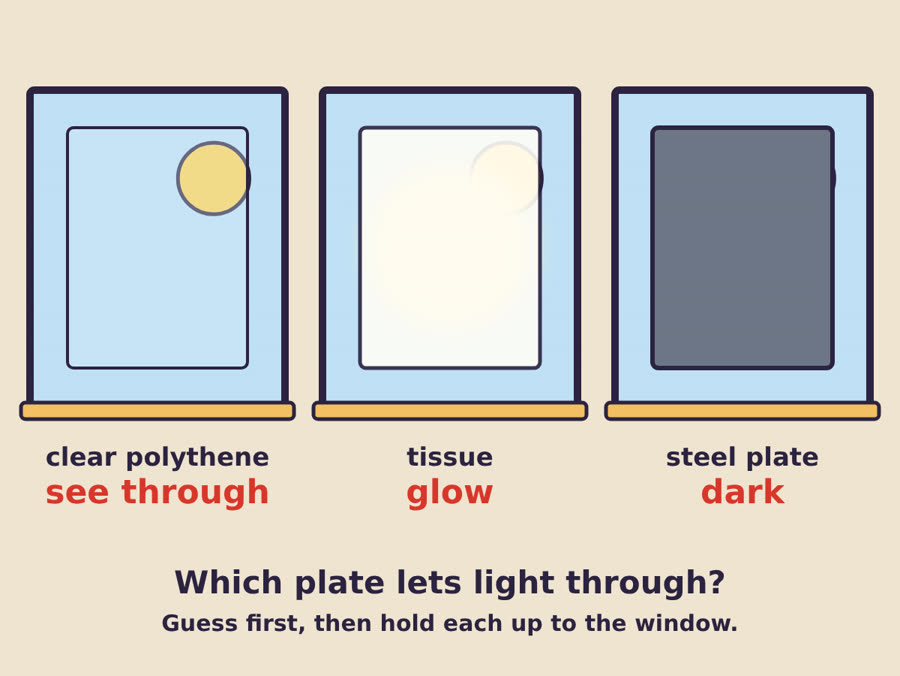 clear polythene
see through
tissue
glow
steel plate
dark
Which plate lets light through?
Guess first, then hold each up to the window.